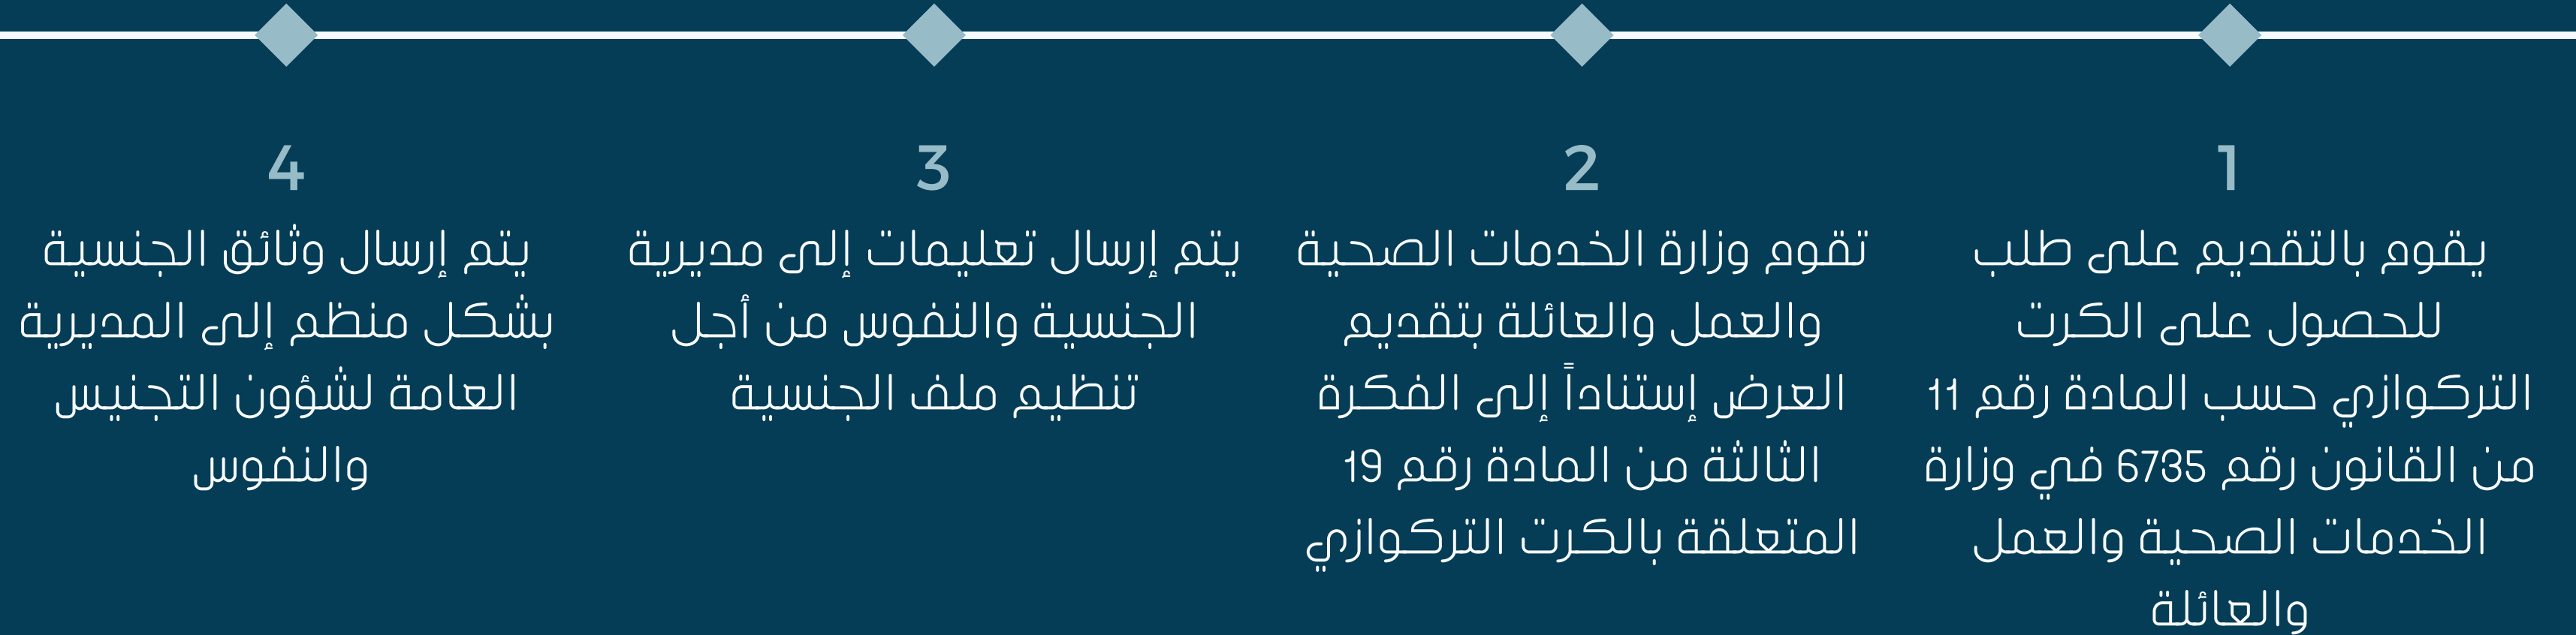 1
يقوم بالتقديم على طلب
للحصول على الكرت
التركوازي حسب المادة رقم 11
من القانون رقم 6735 في وزارة
الخدمات الصحية والعمل
والعائلة
2
تقوم وزارة الخدمات الصحية
والعمل والعائلة بتقديم
العرض إستناداً إلى الفكرة
الثالثة من المادة رقم 19
المتعلقة بالكرت التركوازي
3
يتم إرسال تعليمات إلى مديرية
الجنسية والنفوس من أجل
تنظيم ملف الجنسية
4
يتم إرسال وثائق الجنسية
بشكل منظم إلى المديرية
العامة لشؤون التجنيس
والنفوس